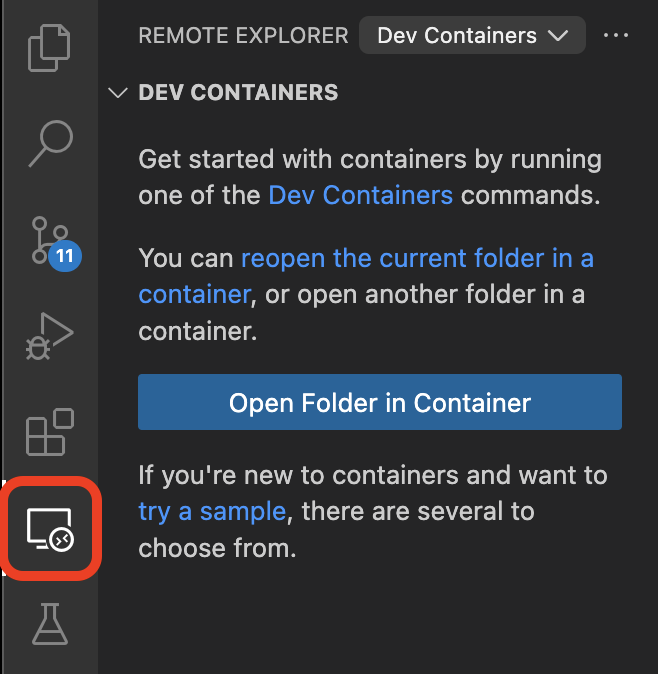 REMOTE EXPLORER Dev Containers
DEV CONTAINERS
Get started with containers by running
one of the Dev Containers commands.
You can reopen the current folder in a
container, or open another folder in a
container.
11
Open Folder in Container
If you're new to containers and want to
try a sample, there are several to
choose from.